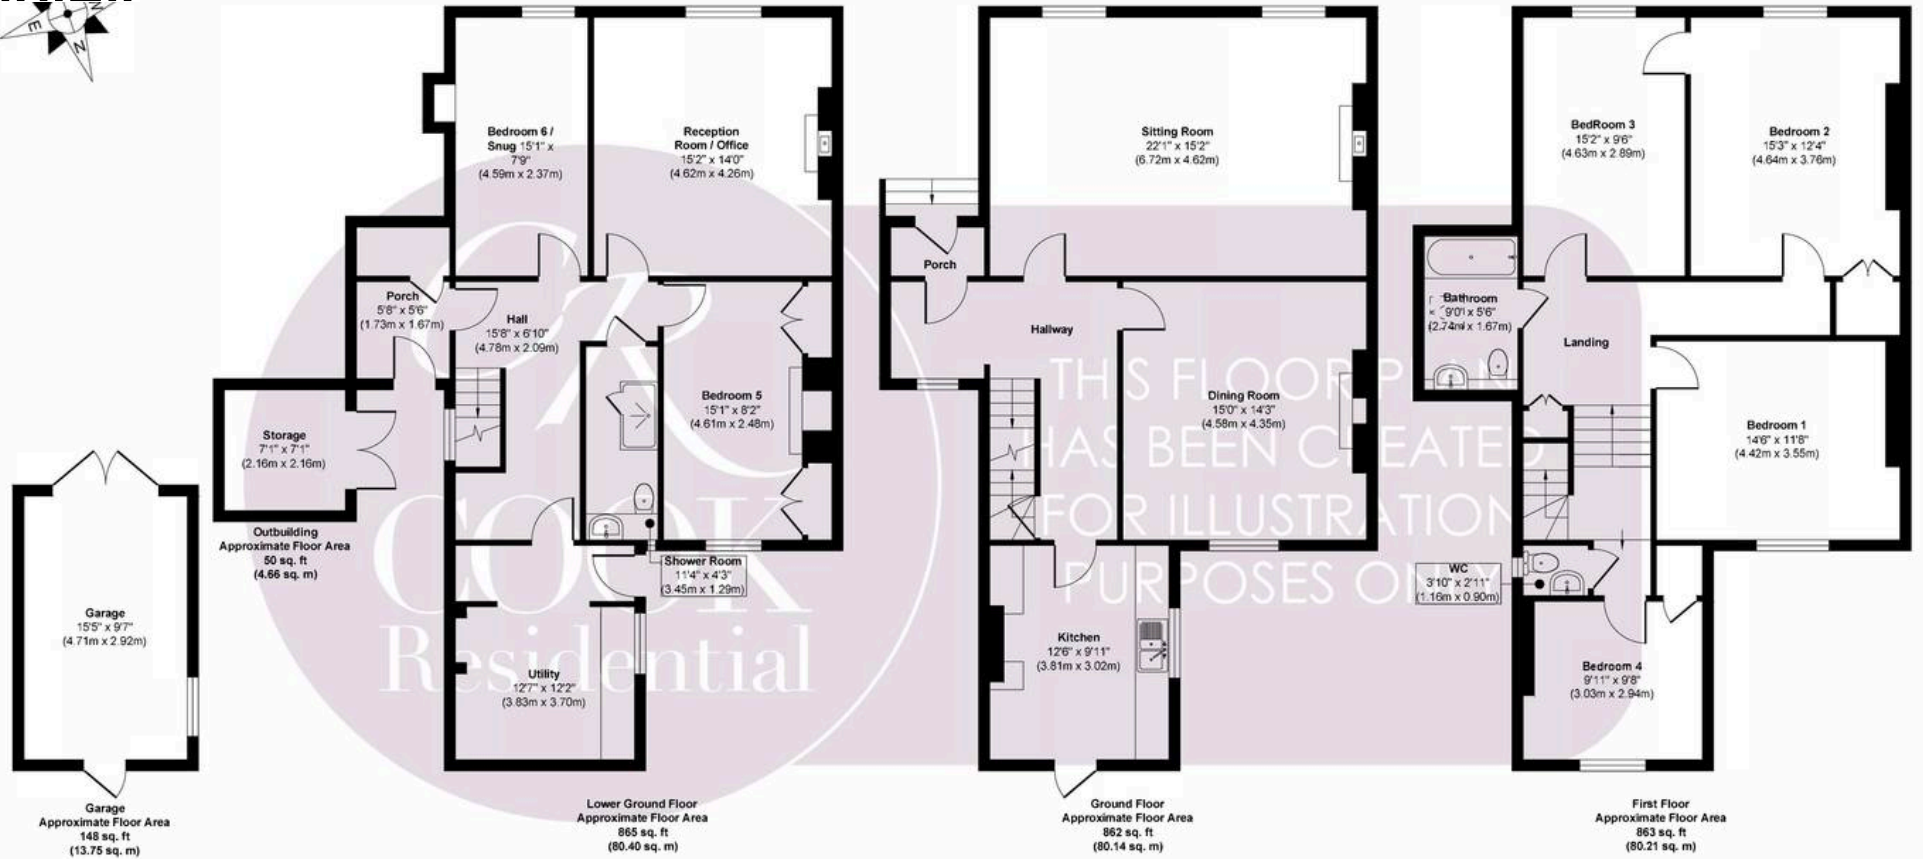 E
N
Bedroom 6 /
Snug 15'1" x
7'9"
(4.59m x 2.37m)
Reception
Room / Office
15'2" x 14'0"
(4.62m x 4.26m)
Porch
5'8" x 5'6"
(1.73m x 1.67m)
Hall
15'8" x 6'10"
(4.78m x 2.09m)
Bedroom 5
15'1" x 8'2"
(4.61m x 2.48m)
Storage
7'1" x 7'1"
(2.16m x 2.16m)
Outbuilding
Approximate Floor Area
50 sq. ft
(4.66 sq. m)
Shower Room
11'4" x 4'3"
(3.45m x 1.29m)
Utility
12'7" x 12'2"
(3.83m x 3.70m)
Garage
15'5" x 9'7"
(4.71m x 2.92m)
Garage
Approximate Floor Area
148 sq. ft
(13.75 sq. m)
Lower Ground Floor
Approximate Floor Area
865 sq. ft
(80.40 sq. m)
Sitting Room
22'1" x 15'2"
(6.72m x 4.62m)
Porch
Hallway
Dining Room
15'0" x 14'3"
(4.58m x 4.35m)
Kitchen
12'6" x 9'11"
(3.81m x 3.02m)
Ground Floor
Approximate Floor Area
862 sq. ft
(80.14 sq. m)
BedRoom 3
15'2" x 9'6"
(4.63m x 2.89m)
Bedroom 2
15'3" x 12'4"
(4.64m x 3.76m)
Bathroom
9'0" x 5'6"
(2.74m x 1.67m)
Landing
Bedroom 1
14'6" x 11'8"
(4.42m x 3.55m)
WC
3'10" x 2'11"
(1.16m x 0.90m)
Bedroom 4
9'11" x 9'8"
(3.03m x 2.94m)
First Floor
Approximate Floor Area
863 sq. ft
(80.21 sq. m)
CR
COOK
Residential
THIS FLOOR PLAN
HAS BEEN CREATED
FOR ILLUSTRATION
PURPOSES ONLY